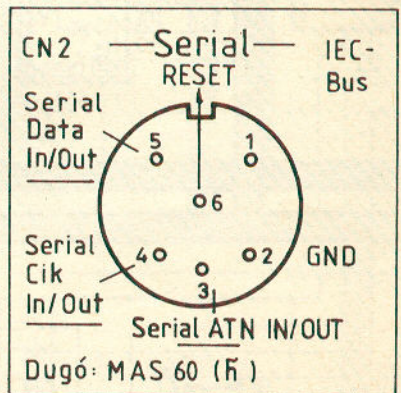 CN2 Serial IEC-
RESET Bus
Serial
Data
In/Out
5 1
6
Serial
Cik
In/Out
4 2 GND
3
Serial ATN IN/OUT
Dugó: MAS 60 (